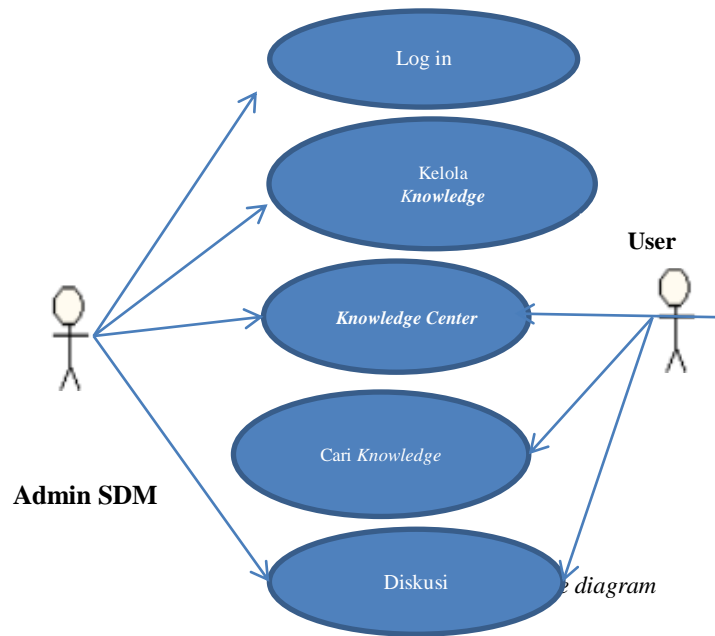 Log in
Kelola
Knowledge
User
Knowledge Center
Cari Knowledge
Admin SDM
Diskusi
diagram